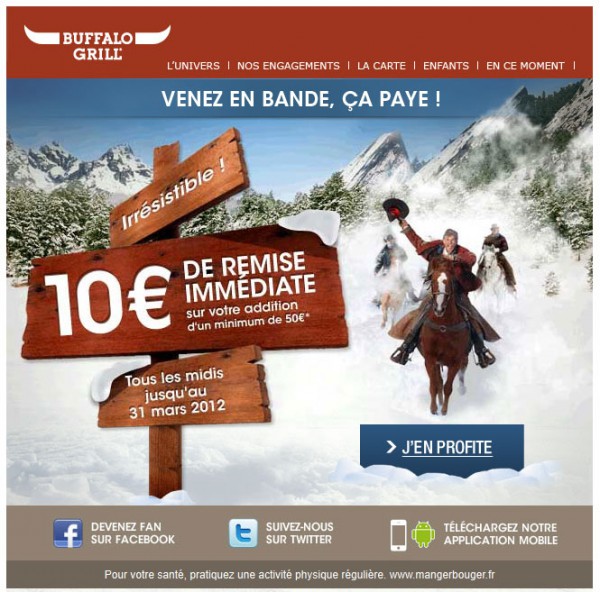 BUFFALO
GRILL
L'UNIVERS | NOS ENGAGEMENTS | LA CARTE | ENFANTS | EN CE MOMENT |
VENEZ EN BANDE, ÇA PAYE !
Irrésistible !
10€ DE REMISE
IMMÉDIATE
sur votre addition
d'un minimum de 50€*
Tous les midis
jusqu'au
31 mars 2012
> J'EN PROFITE
DEVENEZ FAN
SUR FACEBOOK
SUIVEZ-NOUS
SUR TWITTER
TÉLÉCHARGEZ NOTRE
APPLICATION MOBILE
Pour votre santé, pratiquez une activité physique régulière. www.mangerbouger.fr